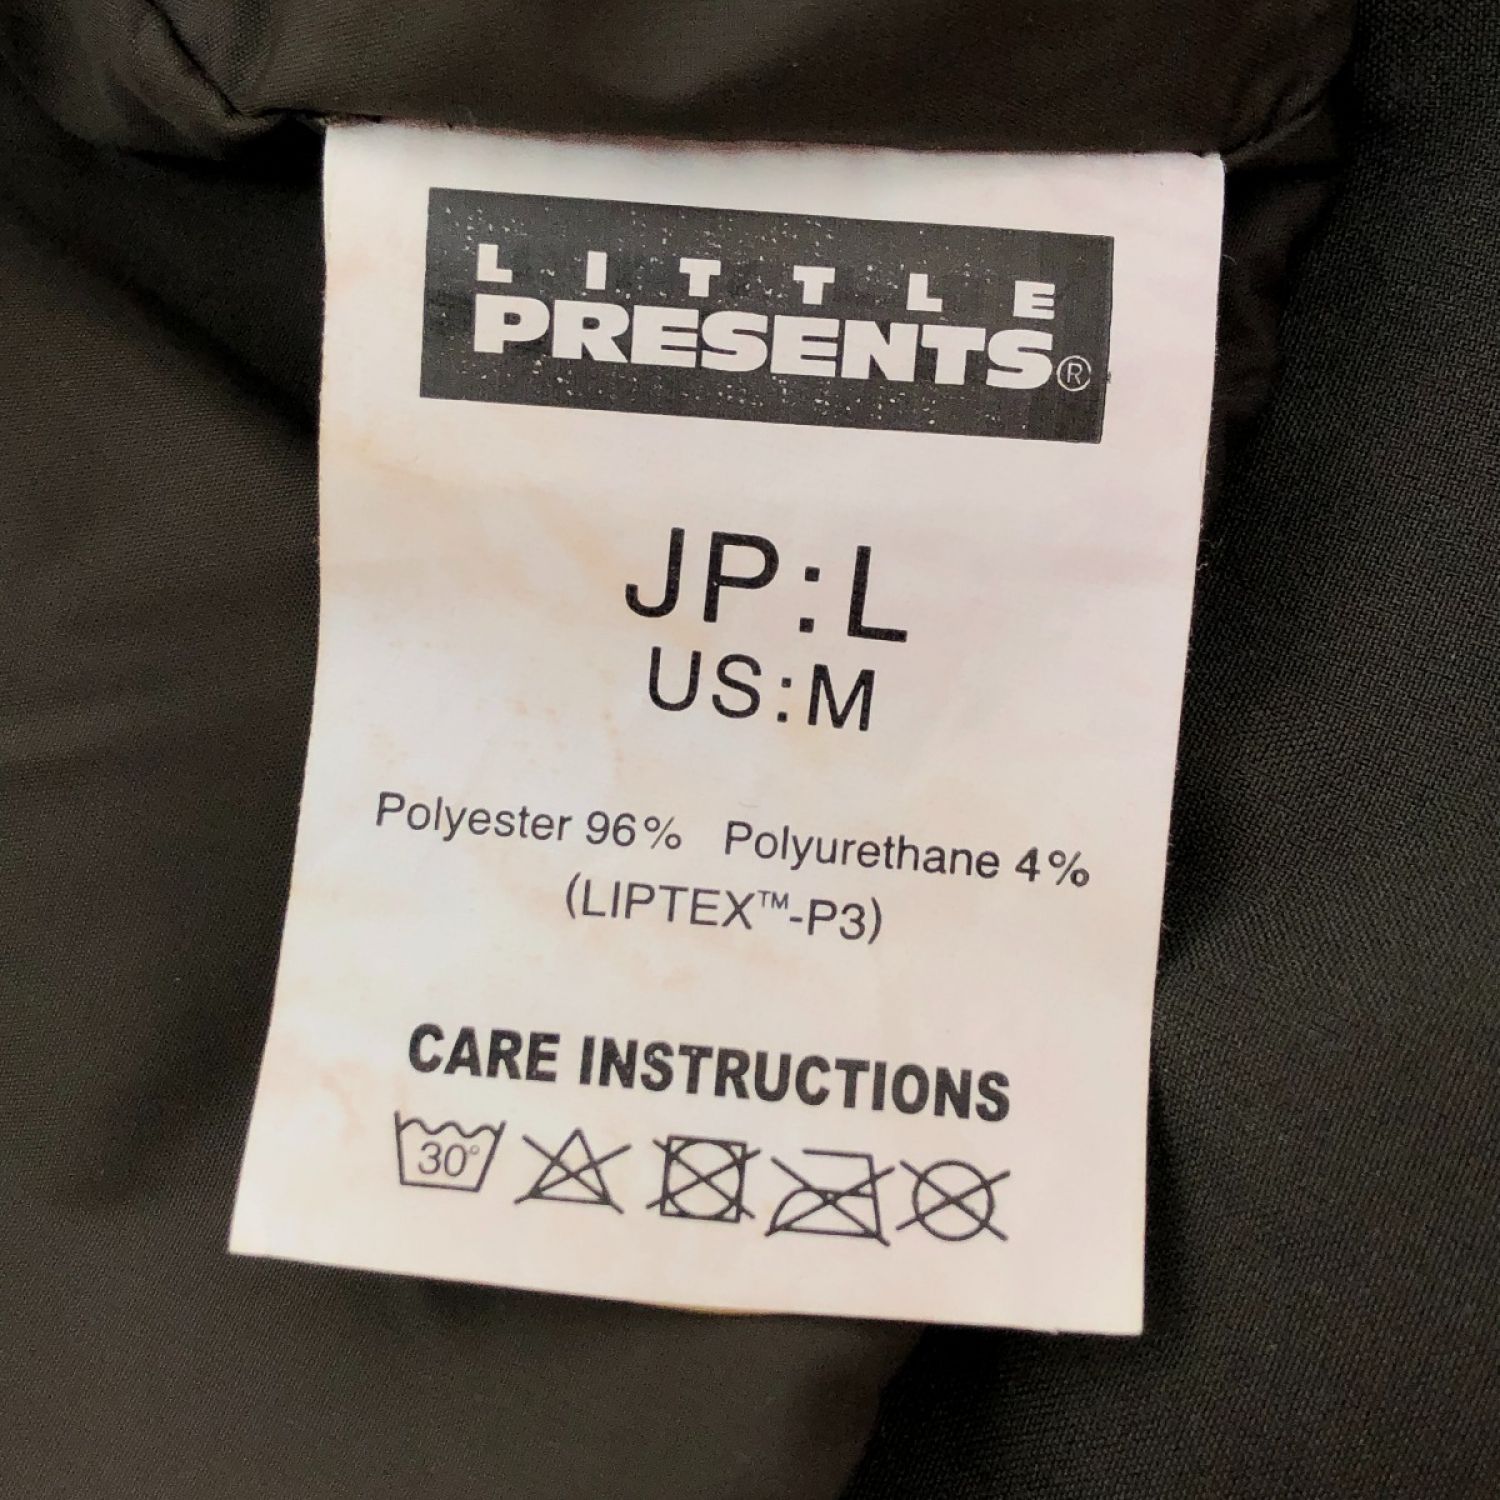 LITTLE
PRESENTS®
JP:L
US:M
Polyester 96% Polyurethane 4%
(LIPTEX™-P3)
CARE INSTRUCTIONS
30°